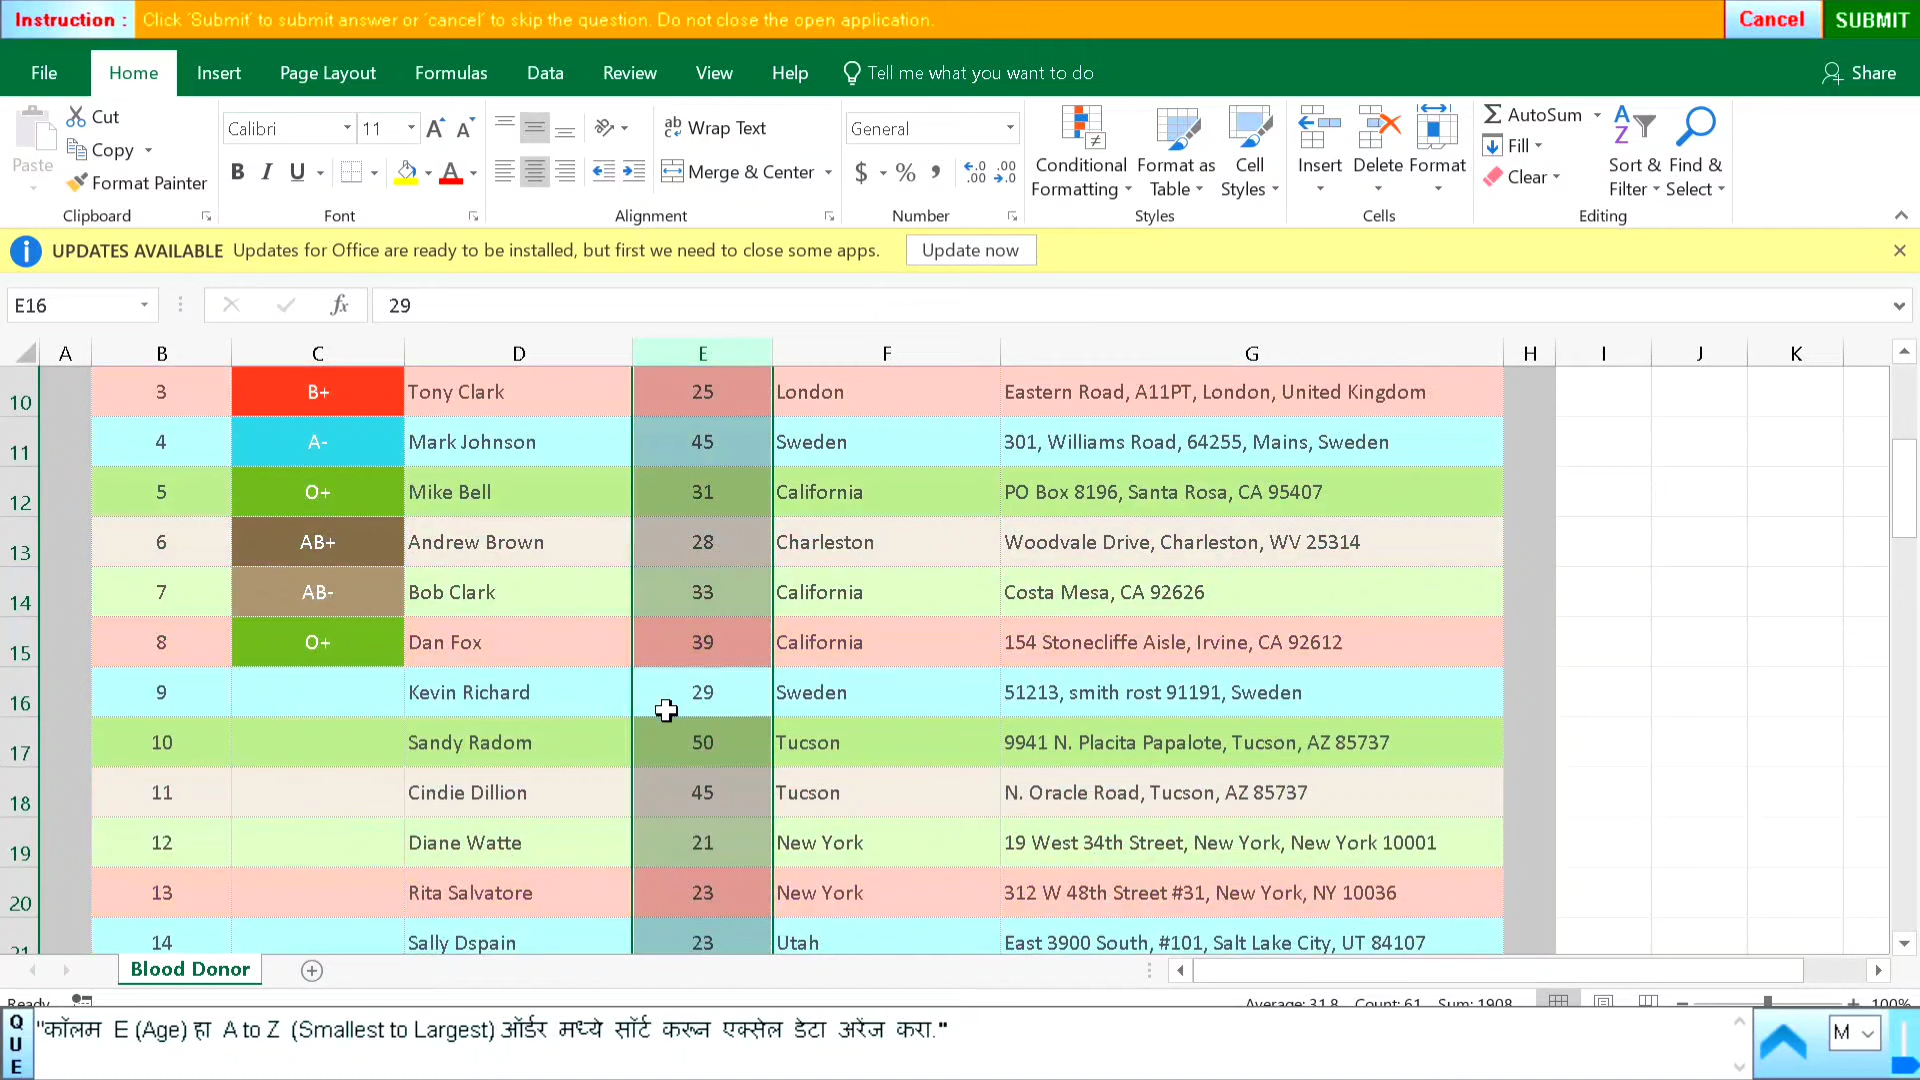 Instruction : Click 'Submit' to submit answer or 'cancel' to skip the question. Do not close the open application. Cancel SUBMIT
File Home Insert Page Layout Formulas Data Review View Help Tell me what you want to do Share
Paste Cut Copy Format Painter Clipboard
Calibri 11 B I U A Font
Wrap Text Merge & Center Alignment
General $ % Number
Conditional Formatting Format as Table Cell Styles Styles
Insert Delete Format Cells
AutoSum Fill Clear Sort & Filter Find & Select Editing
UPDATES AVAILABLE Updates for Office are ready to be installed, but first we need to close some apps. Update now
E16 fx 29
A B C D E F G H I J K
10 3 B+ Tony Clark 25 London Eastern Road, A11PT, London, United Kingdom
11 4 A- Mark Johnson 45 Sweden 301, Williams Road, 64255, Mains, Sweden
12 5 O+ Mike Bell 31 California PO Box 8196, Santa Rosa, CA 95407
13 6 AB+ Andrew Brown 28 Charleston Woodvale Drive, Charleston, WV 25314
14 7 AB- Bob Clark 33 California Costa Mesa, CA 92626
15 8 O+ Dan Fox 39 California 154 Stonecliffe Aisle, Irvine, CA 92612
16 9 Kevin Richard 29 Sweden 51213, smith rost 91191, Sweden
17 10 Sandy Radom 50 Tucson 9941 N. Placita Papalote, Tucson, AZ 85737
18 11 Cindie Dillion 45 Tucson N. Oracle Road, Tucson, AZ 85737
19 12 Diane Watte 21 New York 19 West 34th Street, New York, New York 10001
20 13 Rita Salvatore 23 New York 312 W 48th Street #31, New York, NY 10036
21 14 Sally Dspain 23 Utah East 3900 South, #101, Salt Lake City, UT 84107
Blood Donor
Ready Average: 31.8 Count: 61 Sum: 1908 100%
QUE "कॉलम E (Age) हा A to Z (Smallest to Largest) ऑर्डर मध्ये सॉर्ट करून एक्सेल डेटा अरेंज करा." M